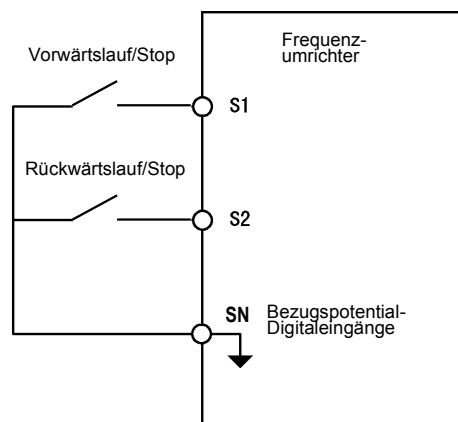 Frequenz-
umrichter
Vorwärtslauf/Stop
S1
Rückwärtslauf/Stop
S2
SN
Bezugspotential-
Digitaleingänge